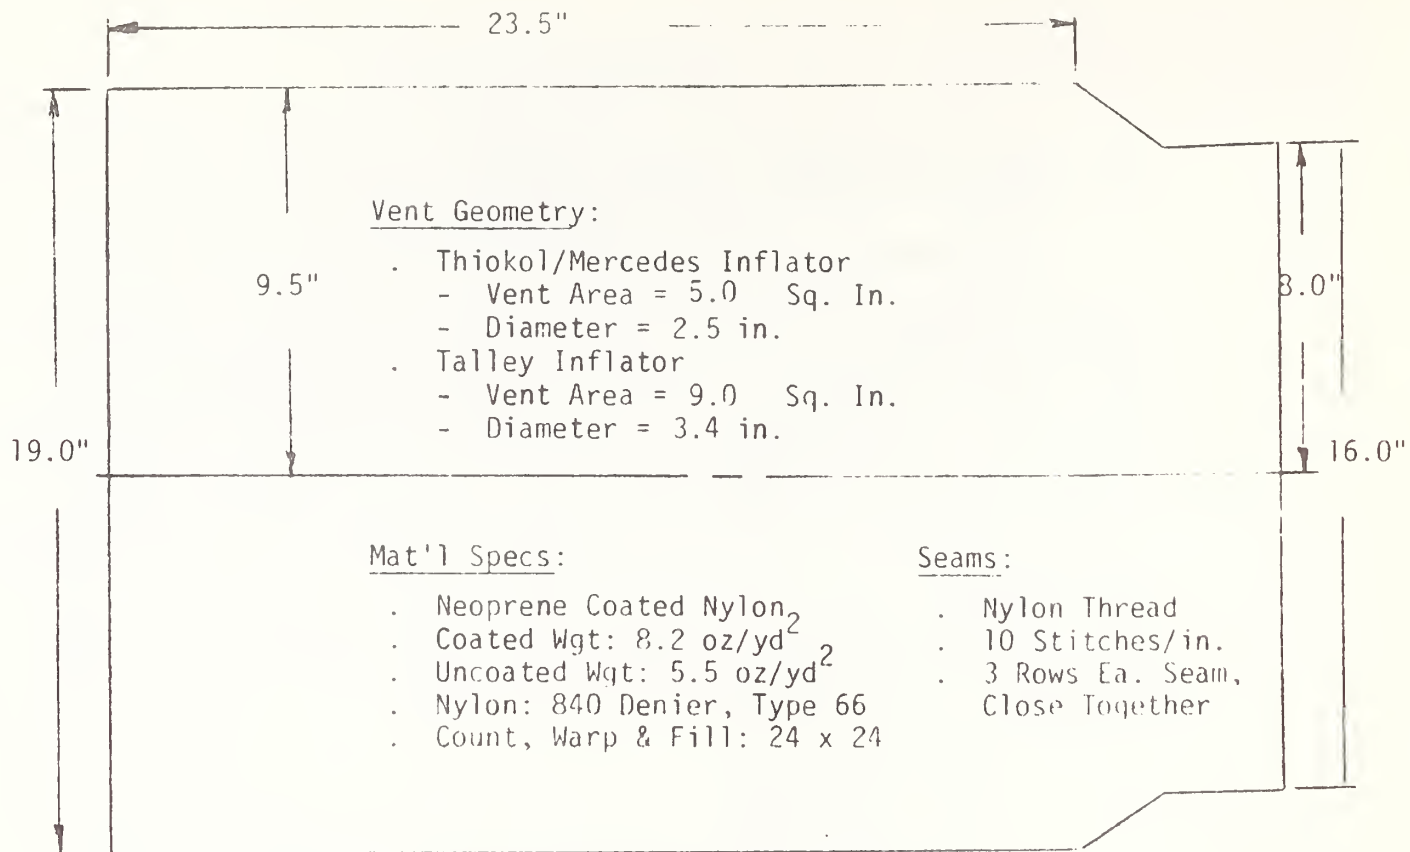 23.5"
Vent Geometry:
. Thiokol/Mercedes Inflator
- Vent Area = 5.0 Sq. In.
- Diameter = 2.5 in.
. Talley Inflator
- Vent Area = 9.0 Sq. In.
- Diameter = 3.4 in.
9.5"
8.0"
19.0"
16.0"
Mat'l Specs:
. Neoprene Coated Nylon
. Coated Wgt: 8.2 oz/yd²
. Uncoated Wgt: 5.5 oz/yd²
. Nylon: 840 Denier, Type 66
. Count, Warp & Fill: 24 x 24
Seams:
. Nylon Thread
. 10 Stitches/in.
. 3 Rows Ea. Seam,
Close Together